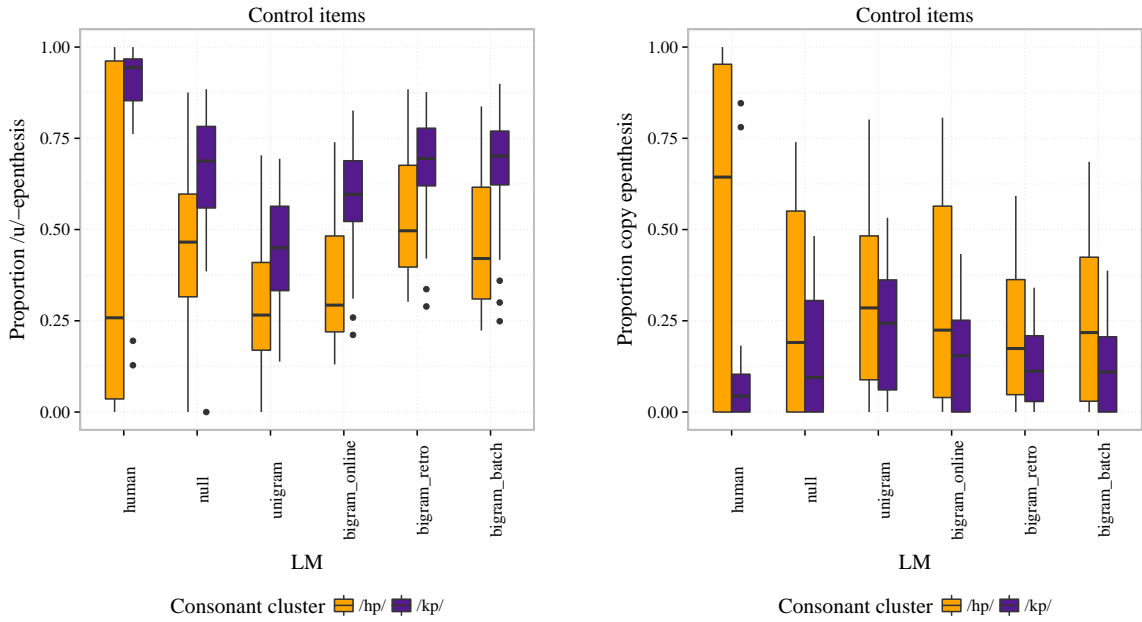 Control items
1.00
0.75
0.50
0.25
0.00
Proportion /u/−epenthesis
human
null
unigram
bigram_online
bigram_retro
bigram_batch
LM
Consonant cluster /hp/ /kp/
Control items
1.00
0.75
0.50
0.25
0.00
Proportion copy epenthesis
human
null
unigram
bigram_online
bigram_retro
bigram_batch
LM
Consonant cluster /hp/ /kp/